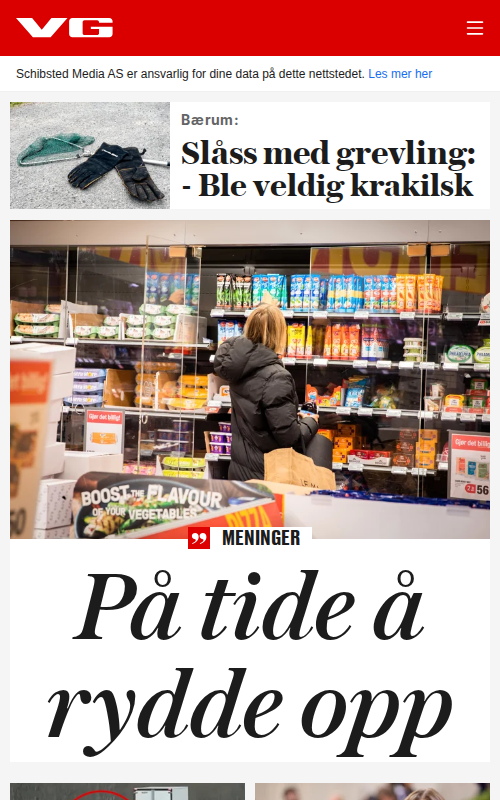 VG
Schibsted Media AS er ansvarlig for dine data på dette nettstedet. Les mer her
Bærum:
Slåss med grevling:
- Ble veldig krakilsk
Gjør det billig!
Gjør det billig!
56
BOOST THE FLAVOUR
OF YOUR VEGETABLES
MENINGER
På tide å
rydde opp